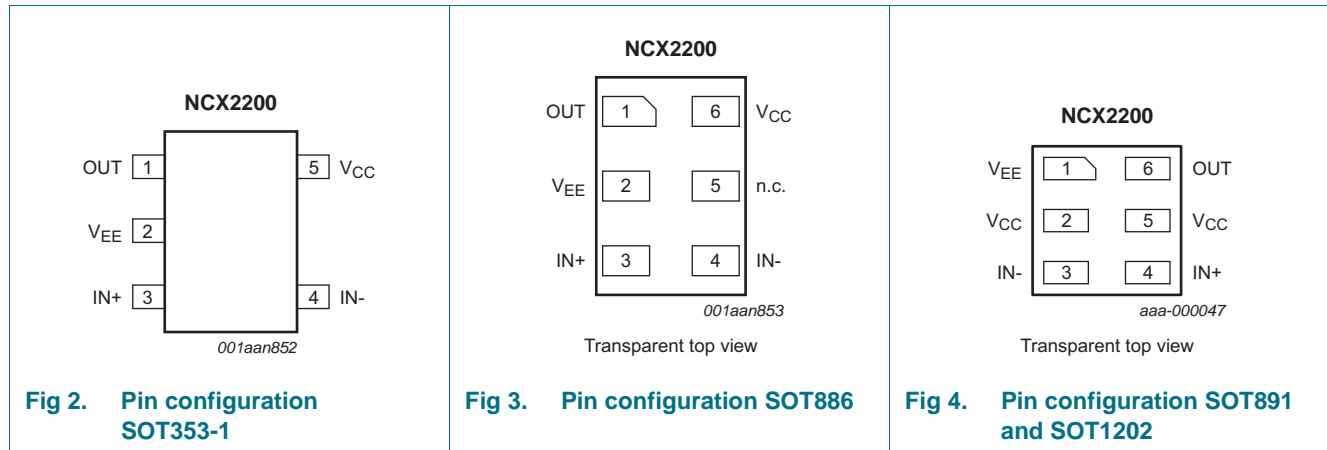 NCX2200
OUT 1 5 VCC
VEE 2
IN+ 3 4 IN-
001aan852
Fig 2. Pin configuration
SOT353-1
NCX2200
OUT 1 6 VCC
VEE 2 5 n.c.
IN+ 3 4 IN-
001aan853
Transparent top view
Fig 3. Pin configuration SOT886
NCX2200
VEE 1 6 OUT
VCC 2 5 VCC
IN- 3 4 IN+
aaa-000047
Transparent top view
Fig 4. Pin configuration SOT891
and SOT1202